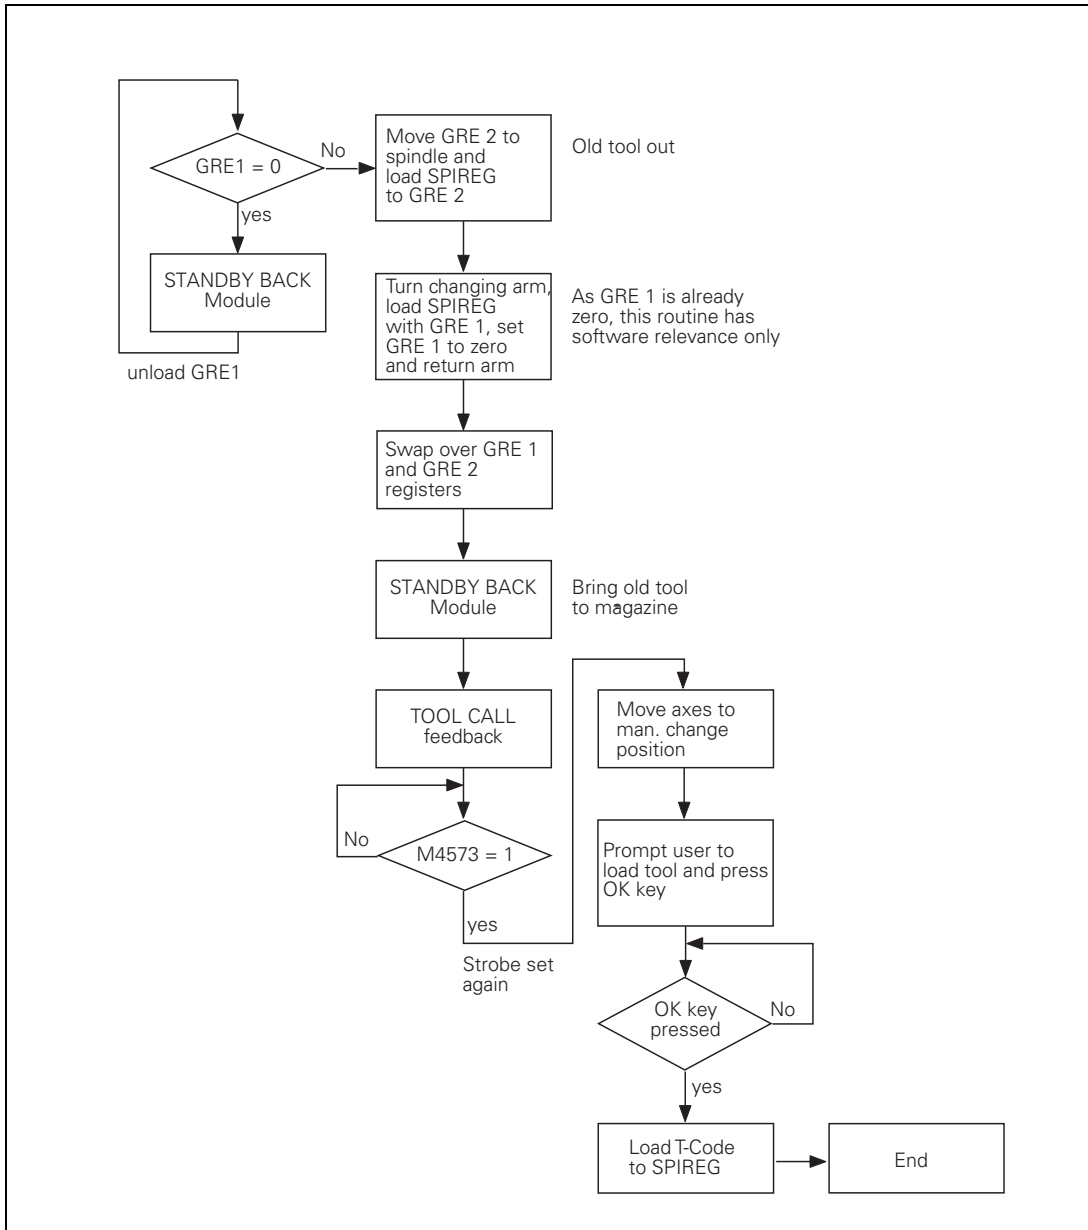 GRE1 = 0
No
yes
STANDBY BACK
Module
unload GRE1
Move GRE 2 to
spindle and
load SPIREG
to GRE 2
Old tool out
Turn changing arm,
load SPIREG
with GRE 1, set
GRE 1 to zero
and return arm
As GRE 1 is already
zero, this routine has
software relevance only
Swap over GRE 1
and GRE 2
registers
STANDBY BACK
Module
Bring old tool
to magazine
TOOL CALL
feedback
No
M4573 = 1
yes
Strobe set
again
Move axes to
man. change
position
Prompt user to
load tool and press
OK key
OK key
pressed
No
yes
Load T-Code
to SPIREG
End